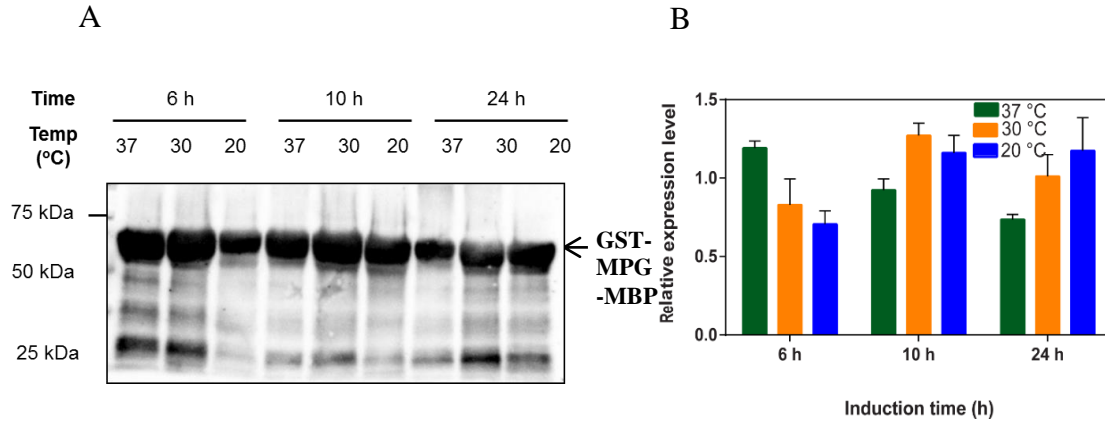 A
Time 6 h 10 h 24 h
Temp
(ºC)
37 30 20 37 30 20 37 30 20
75 kDa
50 kDa
25 kDa
GST-
MPG
-MBP
B
Relative expression level
1.5
1.0
0.5
0.0
37 °C
30 °C
20 °C
6 h 10 h 24 h
Induction time (h)